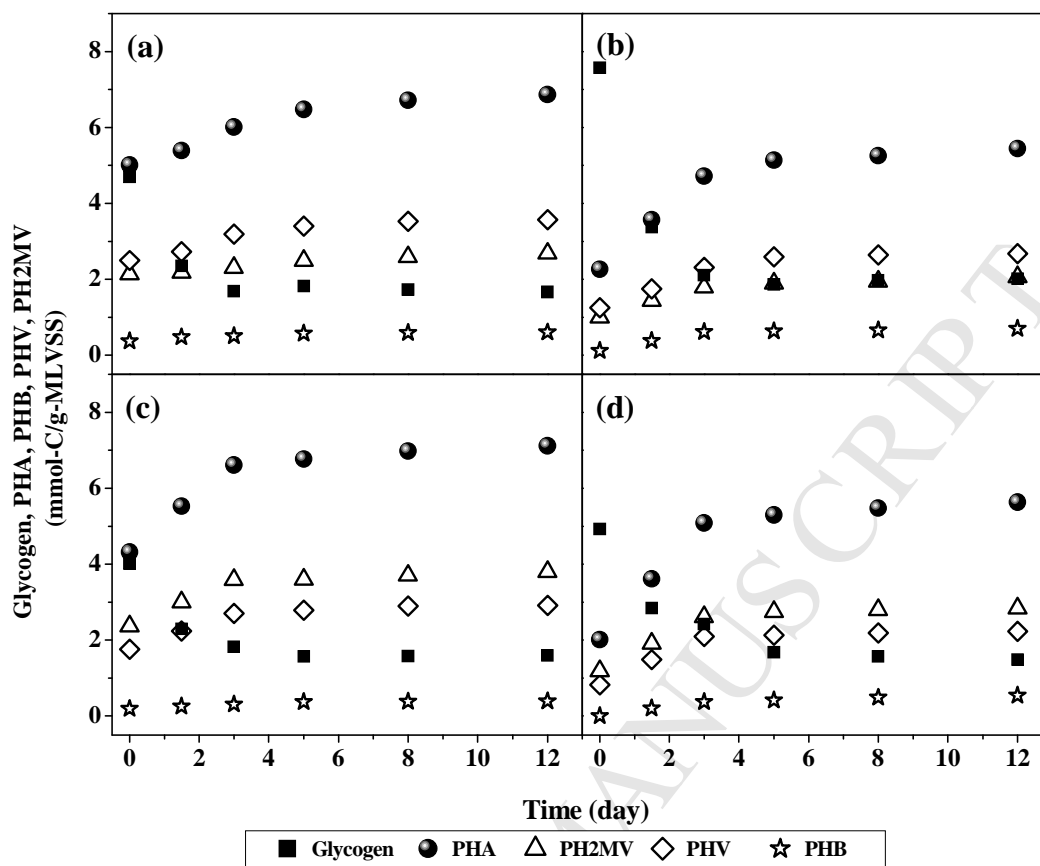 (a)
(b)
8
6
4
2
0
(c)
(d)
8
6
4
2
0
Glycogen, PHA, PHB, PHV, PH2MV
(mmol-C/g-MLVSS)
0 2 4 6 8 10 12 0 2 4 6 8 10 12
Time (day)
Glycogen PHA PH2MV PHV PHB
MANUSCRIPT